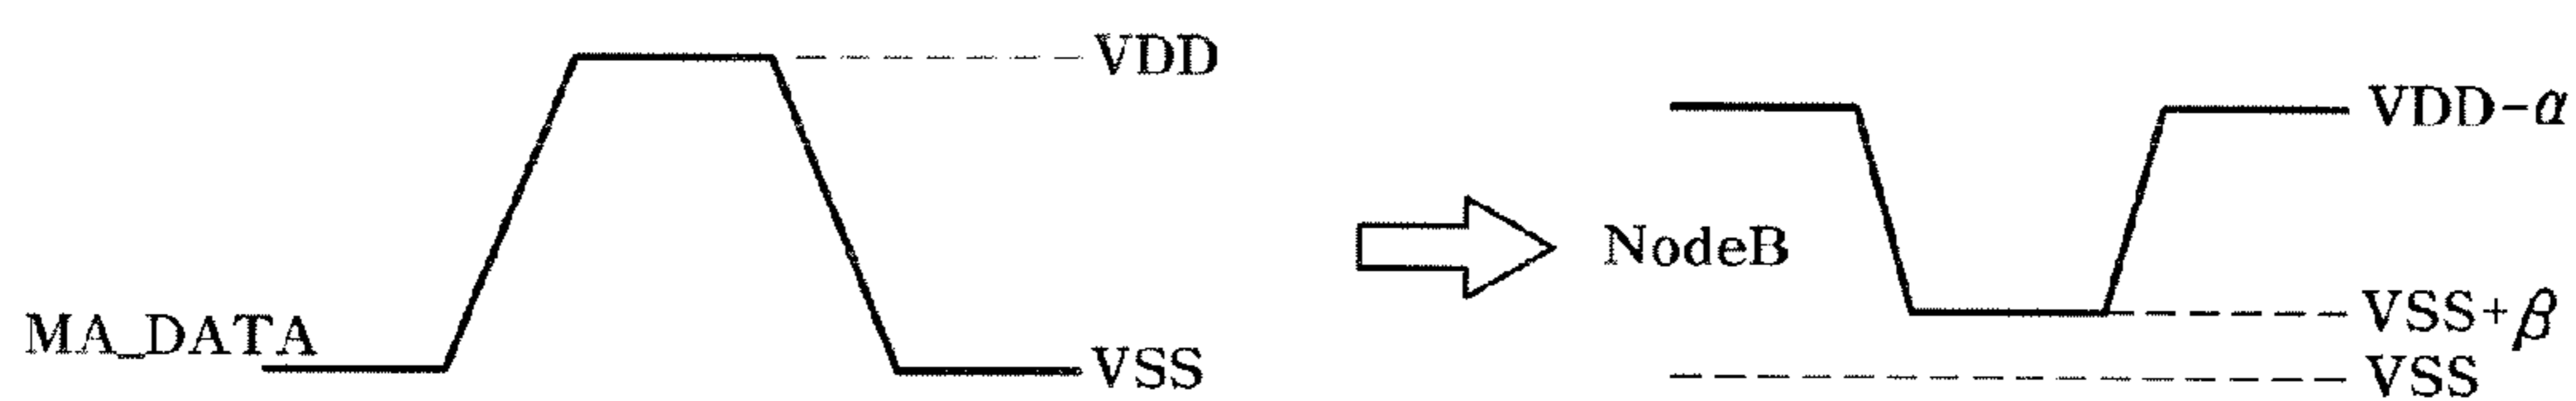 VDD
MA_DATA
VSS
NodeB
VDD-α
VSS+β
VSS